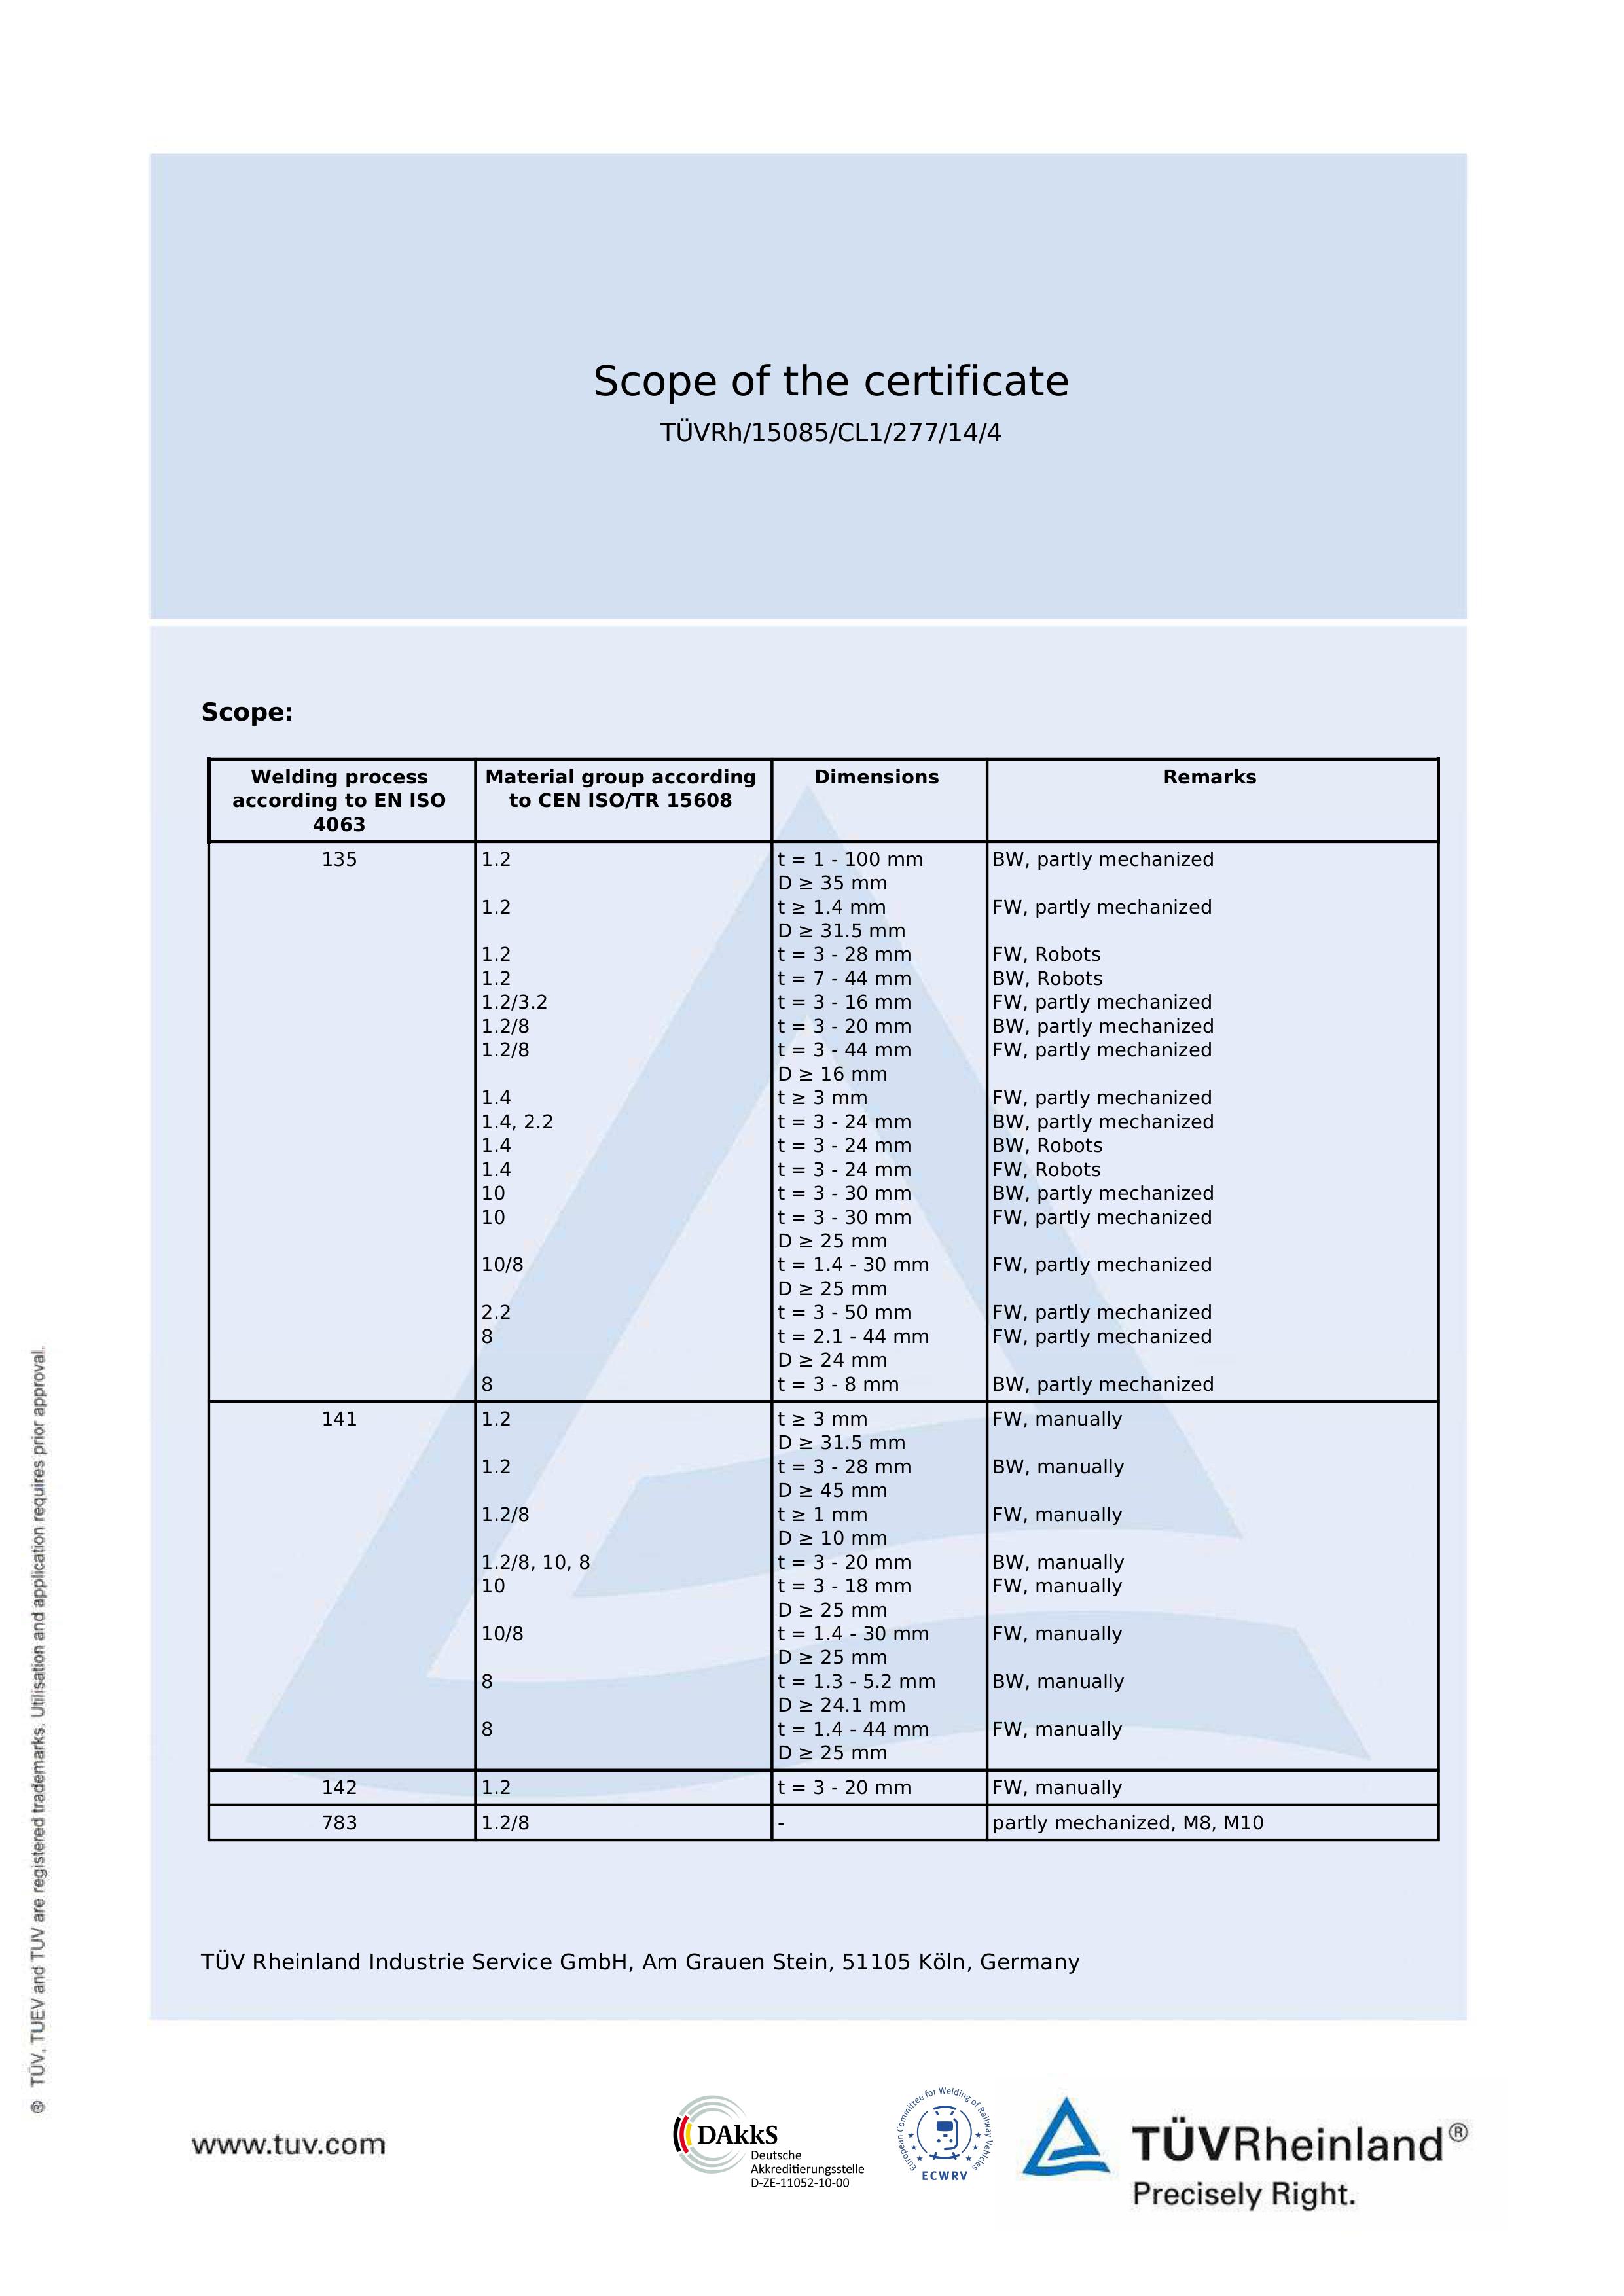 Scope of the certificate
TÜVRh/15085/CL1/277/14/4
Scope:
Welding process according to EN ISO 4063 Material group according to CEN ISO/TR 15608 Dimensions Remarks
135 1.2 t = 1 - 100 mm BW, partly mechanized
D ≥ 35 mm
1.2 t ≥ 1.4 mm FW, partly mechanized
D ≥ 31.5 mm
1.2 t = 3 - 28 mm FW, Robots
1.2 t = 7 - 44 mm BW, Robots
1.2/3.2 t = 3 - 16 mm FW, partly mechanized
1.2/8 t = 3 - 20 mm BW, partly mechanized
1.2/8 t = 3 - 44 mm FW, partly mechanized
D ≥ 16 mm
1.4 t ≥ 3 mm FW, partly mechanized
1.4, 2.2 t = 3 - 24 mm BW, partly mechanized
1.4 t = 3 - 24 mm BW, Robots
1.4 t = 3 - 24 mm FW, Robots
10 t = 3 - 30 mm BW, partly mechanized
10 t = 3 - 30 mm FW, partly mechanized
D ≥ 25 mm
10/8 t = 1.4 - 30 mm FW, partly mechanized
D ≥ 25 mm
2.2 t = 3 - 50 mm FW, partly mechanized
8 t = 2.1 - 44 mm FW, partly mechanized
D ≥ 24 mm
8 t = 3 - 8 mm BW, partly mechanized
141 1.2 t ≥ 3 mm FW, manually
D ≥ 31.5 mm
1.2 t = 3 - 28 mm BW, manually
D ≥ 45 mm
1.2/8 t ≥ 1 mm FW, manually
D ≥ 10 mm
1.2/8, 10, 8 t = 3 - 20 mm BW, manually
10 t = 3 - 18 mm FW, manually
D ≥ 25 mm
10/8 t = 1.4 - 30 mm FW, manually
D ≥ 25 mm
8 t = 1.3 - 5.2 mm BW, manually
D ≥ 24.1 mm
8 t = 1.4 - 44 mm FW, manually
D ≥ 25 mm
142 1.2 t = 3 - 20 mm FW, manually
783 1.2/8 - partly mechanized, M8, M10
TÜV Rheinland Industrie Service GmbH, Am Grauen Stein, 51105 Köln, Germany
® TÜV, TUEV and TUV are registered trademarks. Utilisation and application requires prior approval.
www.tuv.com
DAkkS
Deutsche
Akkreditierungsstelle
D-ZE-11052-10-00
European Committee for Welding of Railway Vehicles
ECWRV
TÜVRheinland®
Precisely Right.